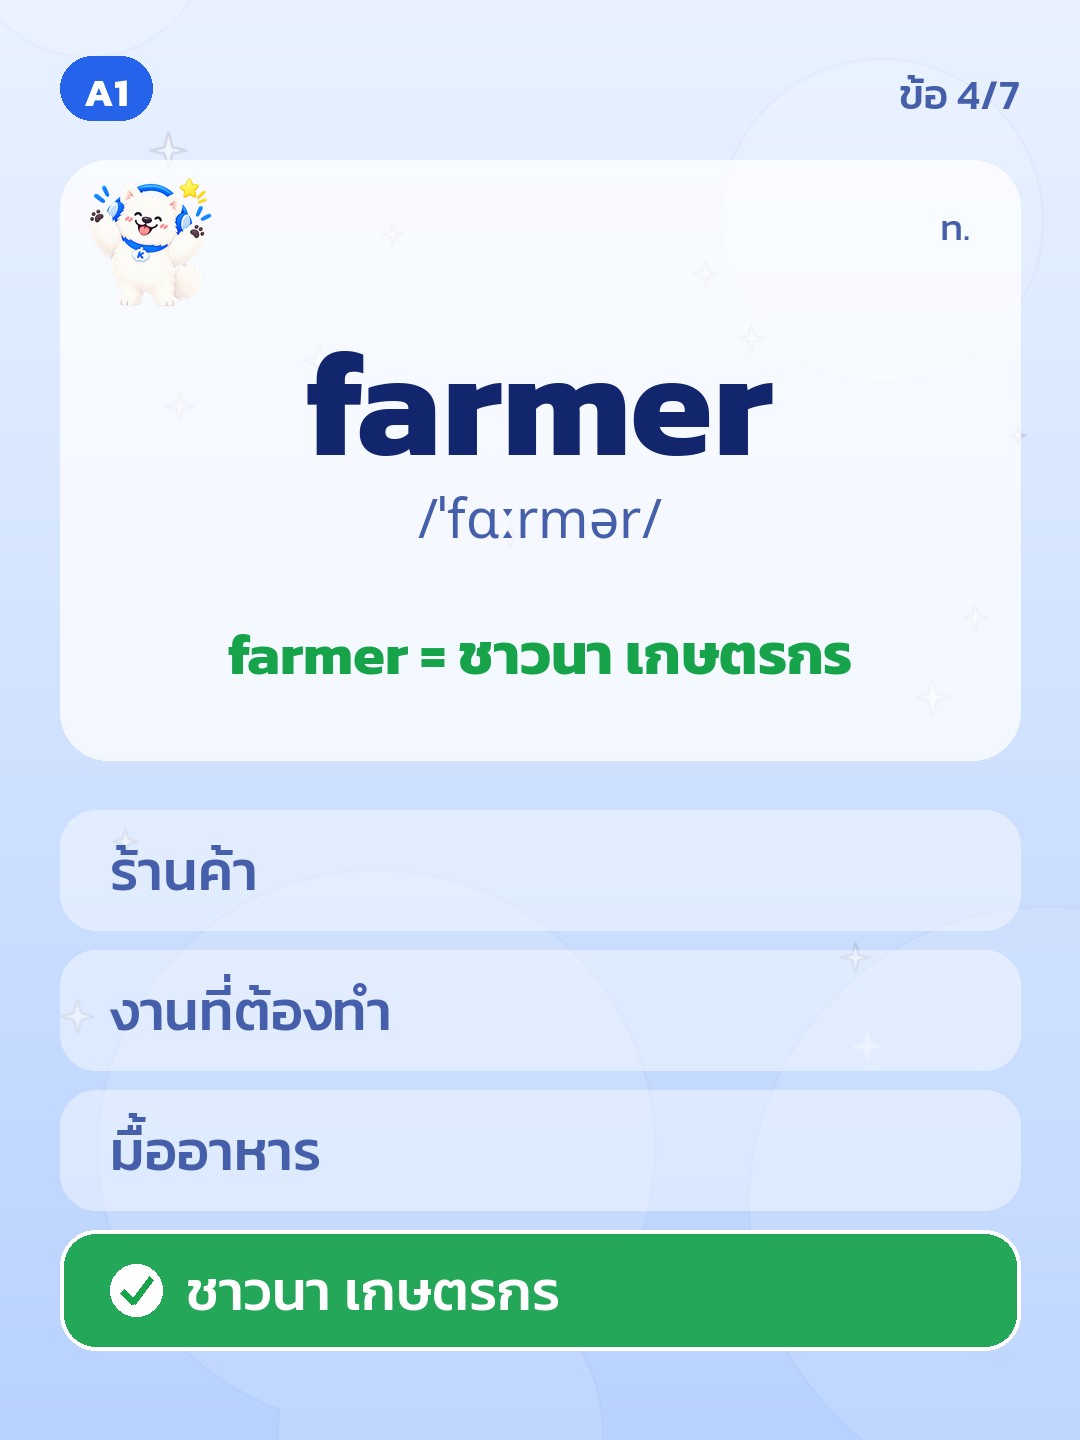 A1
ข้อ 4/7
n.
K
farmer
/ˈfɑːrmər/
farmer = ชาวนา เกษตรกร
ร้านค้า
งานที่ต้องทำ
มื้ออาหาร
ชาวนา เกษตรกร